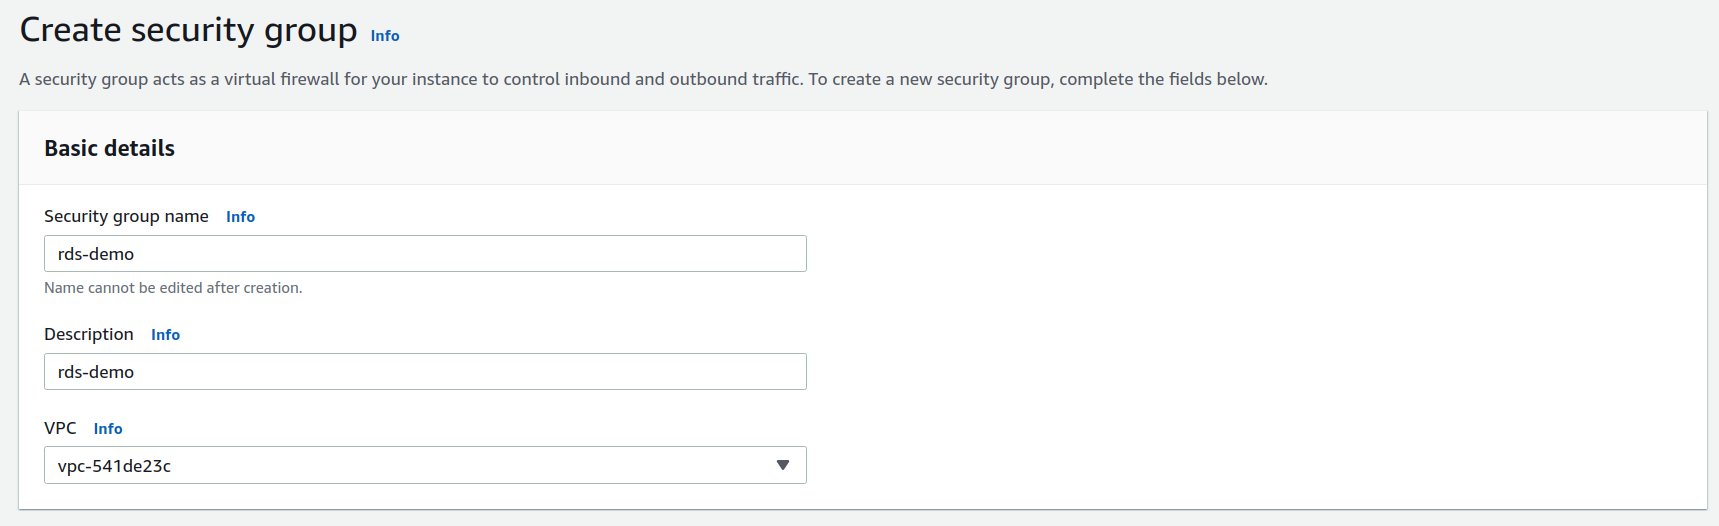 Create security group Info
A security group acts as a virtual firewall for your instance to control inbound and outbound traffic. To create a new security group, complete the fields below.
Basic details
Security group name Info
rds-demo
Name cannot be edited after creation.
Description Info
rds-demo
VPC Info
vpc-541de23c